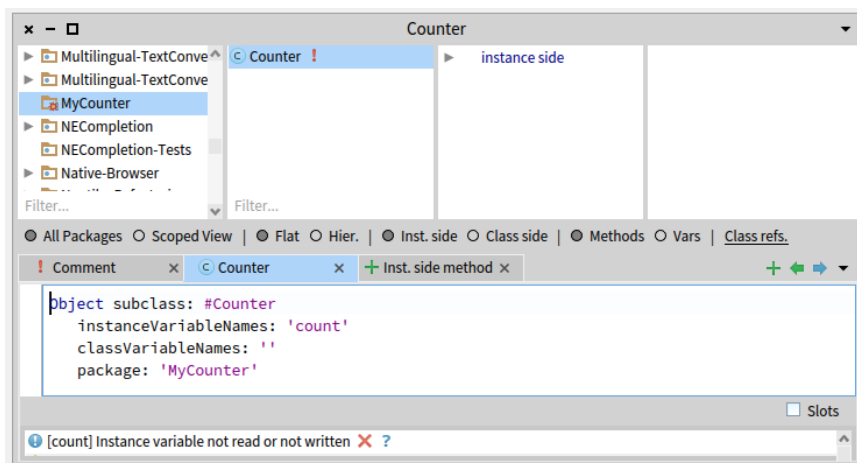 Counter
Multilingual-TextConve
Multilingual-TextConve
MyCounter
NECompletion
NECompletion-Tests
Native-Browser
Filter...
Counter !
Filter...
instance side
All Packages Scoped View | Flat Hier. | Inst. side Class side | Methods Vars | Class refs.
! Comment × C Counter × + Inst. side method ×
Object subclass: #Counter
instanceVariableNames: 'count'
classVariableNames: ''
package: 'MyCounter'
Slots
[count] Instance variable not read or not written ?